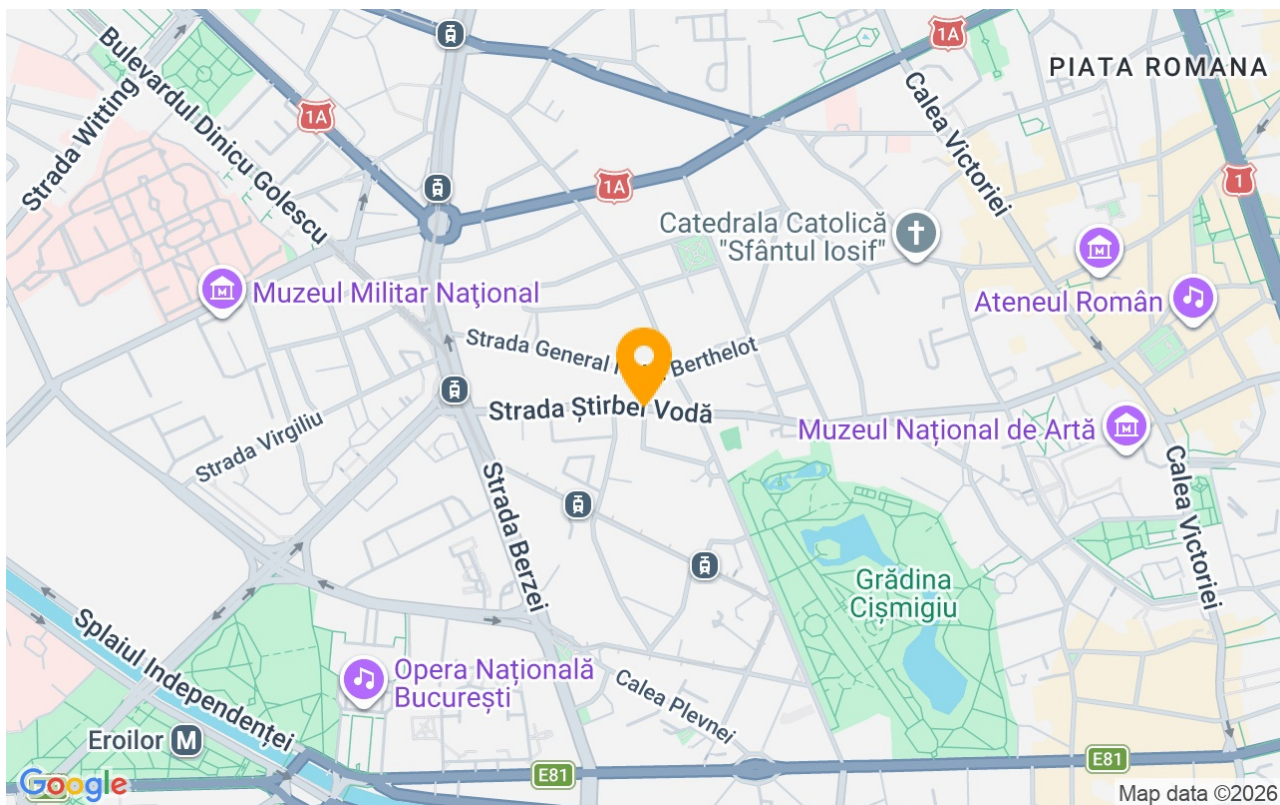 1A
PIATA ROMANA
Bulevardul Dinicu Golescu
Strada Witting
1A
Calea Victoriei
1A
1
Catedrala Catolică
"Sfântul Iosif"
M
Muzeul Militar Naţional
M
Ateneul Român
Strada General
Berthelot
Strada Știrbei Vodă
Strada Virgiliu
Muzeul Național de Artă
M
Strada Berzei
Calea Victoriei
Grădina
Cișmigiu
Splaiul Independenței
Opera Națională
București
Calea Plevnei
Eroilor M
E81
E81
Google
Map data ©2026